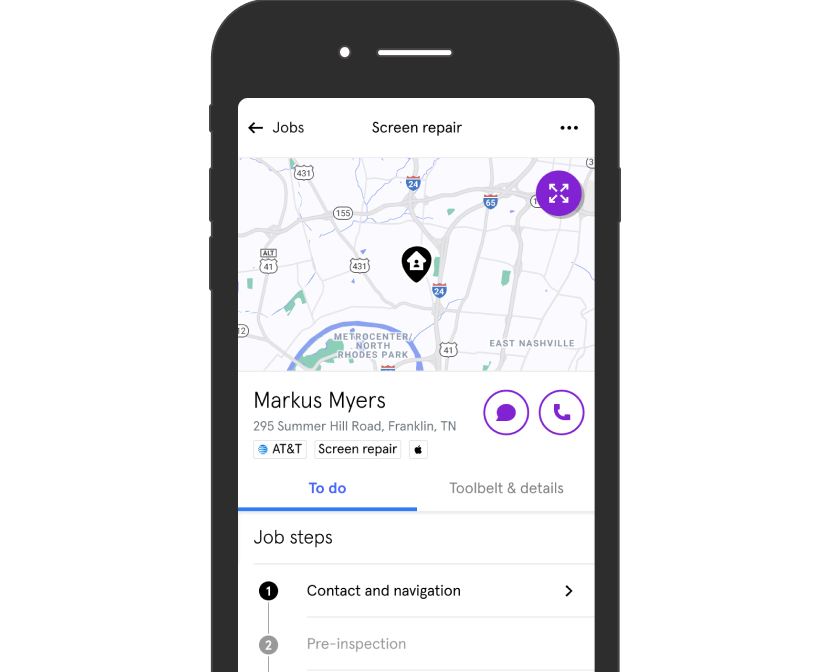 Jobs
Screen repair
431
24
65
155
ALT
41
431
24
METROCENTER/
NORTH
RHODES PARK
41
EAST NASHVILLE
Markus Myers
295 Summer Hill Road, Franklin, TN
AT&T
Screen repair
To do
Toolbelt & details
Job steps
1
Contact and navigation
2
Pre-inspection